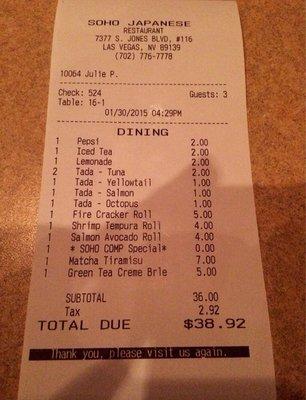 SOHO JAPANESE
RESTAURANT
7377 S. JONES BLVD, #116
LAS VEGAS, NV 89139
(702) 776-7778
10064 Julie P.
Check: 524 Guests: 3
Table: 16-1
01/30/2015 04:29PM
DINING
1 Pepsi 2.00
1 Iced Tea 2.00
1 Lemonade 2.00
2 Tada - Tuna 2.00
1 Tada - Yellowtail 1.00
1 Tada - Salmon 1.00
1 Tada - Octopus 1.00
1 Fire Cracker Roll 5.00
1 Shrimp Tempura Roll 4.00
1 Salmon Avocado Roll 4.00
1 * SOHO COMP Special* 0.00
1 Matcha Tiramisu 7.00
1 Green Tea Creme Brle 5.00
SUBTOTAL 36.00
Tax 2.92
TOTAL DUE $38.92
Thank you, please visit us again.